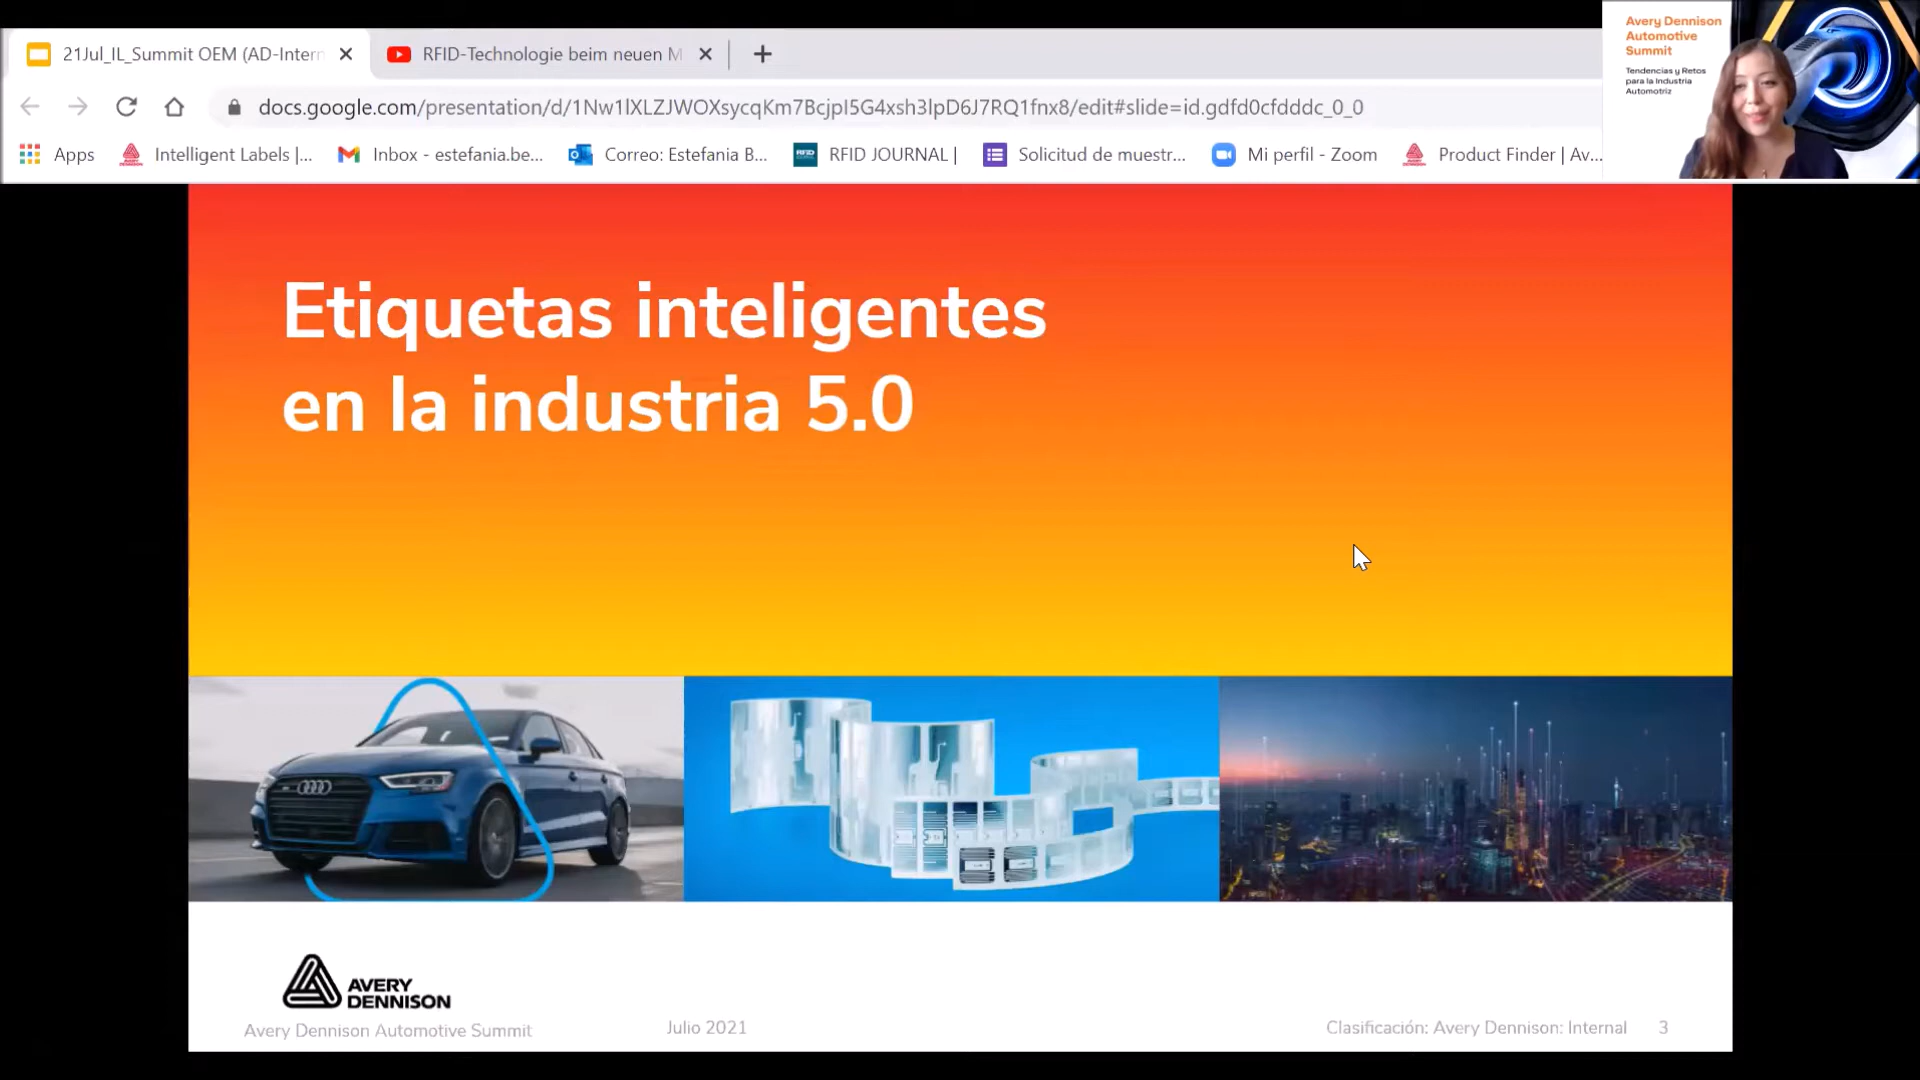 21Jul_IL_Summit OEM (AD-Intern
RFID-Technologie beim neuen M
docs.google.com/presentation/d/1Nw1lXLZJWOXsycqKm7BcjpI5G4xsh3lpD6J7RQ1fnx8/edit#slide=id.gdfd0cfdddc_0_0
Apps
Intelligent Labels |...
Inbox - estefania.be...
Correo: Estefania B...
RFID JOURNAL |
Solicitud de muestr...
Mi perfil - Zoom
Product Finder | Av...
Avery Dennison
Automotive
Summit
Tendencias y Retos
para la Industria
Automotriz
Etiquetas inteligentes
en la industria 5.0
AVERY
DENNISON
Avery Dennison Automotive Summit
Julio 2021
Clasificación: Avery Dennison: Internal
3